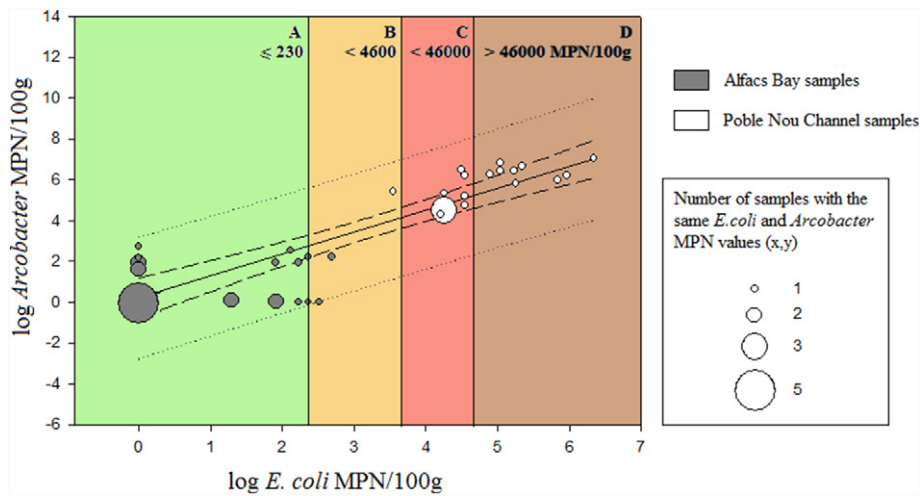 14
12
10
8
6
4
2
0
-2
-4
-6
log Arcobacter MPN/100g
A
⩽ 230
B
< 4600
C
< 46000
D
> 46000 MPN/100g
0 1 2 3 4 5 6 7
log E. coli MPN/100g
Alfacs Bay samples
Poble Nou Channel samples
Number of samples with the
same E.coli and Arcobacter
MPN values (x,y)
1
2
3
5